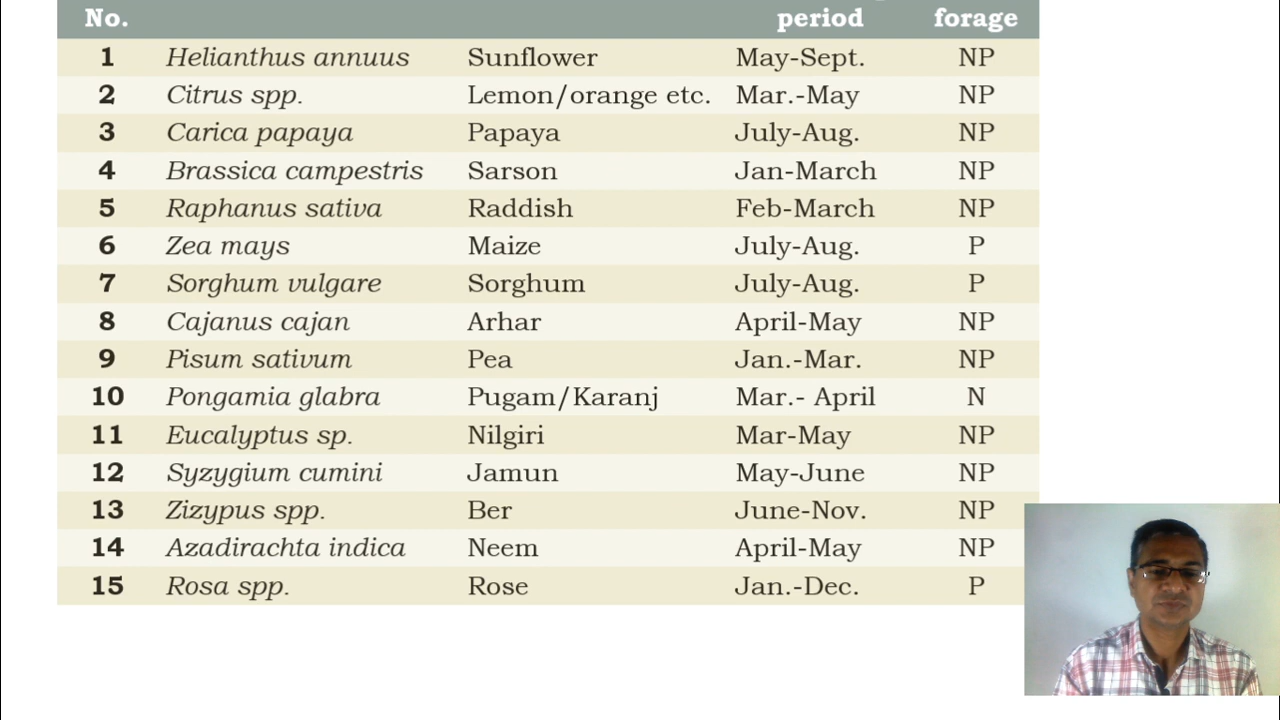 No. period forage
1 Helianthus annuus Sunflower May-Sept. NP
2 Citrus spp. Lemon/orange etc. Mar.-May NP
3 Carica papaya Papaya July-Aug. NP
4 Brassica campestris Sarson Jan-March NP
5 Raphanus sativa Raddish Feb-March NP
6 Zea mays Maize July-Aug. P
7 Sorghum vulgare Sorghum July-Aug. P
8 Cajanus cajan Arhar April-May NP
9 Pisum sativum Pea Jan.-Mar. NP
10 Pongamia glabra Pugam/Karanj Mar.- April N
11 Eucalyptus sp. Nilgiri Mar-May NP
12 Syzygium cumini Jamun May-June NP
13 Zizypus spp. Ber June-Nov. NP
14 Azadirachta indica Neem April-May NP
15 Rosa spp. Rose Jan.-Dec. P